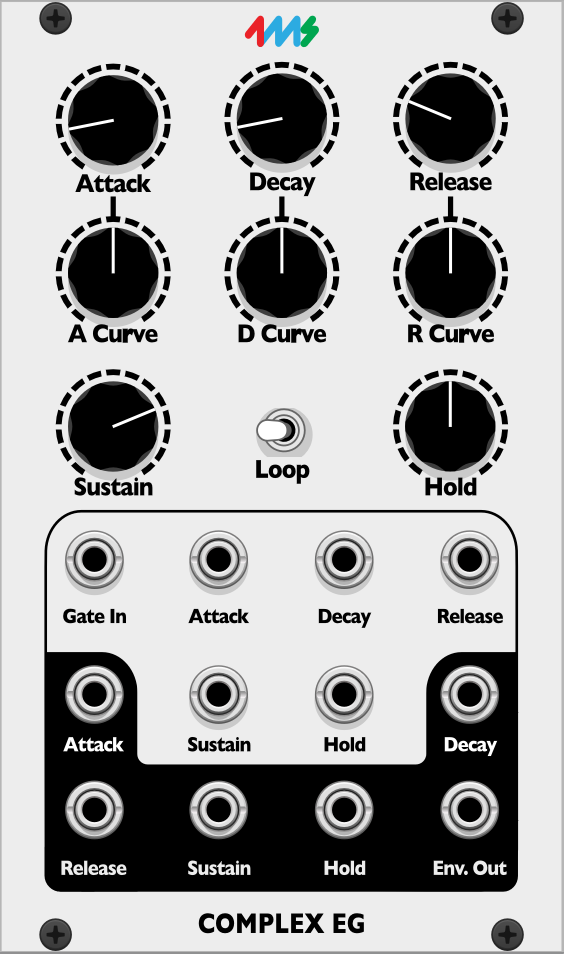 4ms
Attack Decay Release
A Curve D Curve R Curve
Sustain Loop Hold
Gate In Attack Decay Release
Attack Sustain Hold Decay
Release Sustain Hold Env. Out
COMPLEX EG